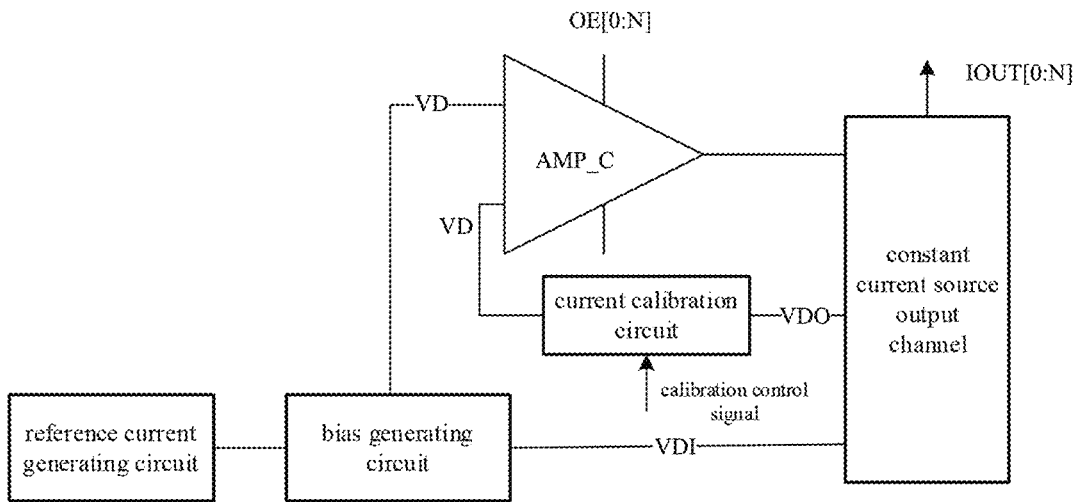 OE[0:N]
IOUT[0:N]
VD
AMP_C
VD
current calibration
circuit
VDO
constant
current source
output
channel
calibration control
signal
reference current
generating circuit
bias generating
circuit
VDI